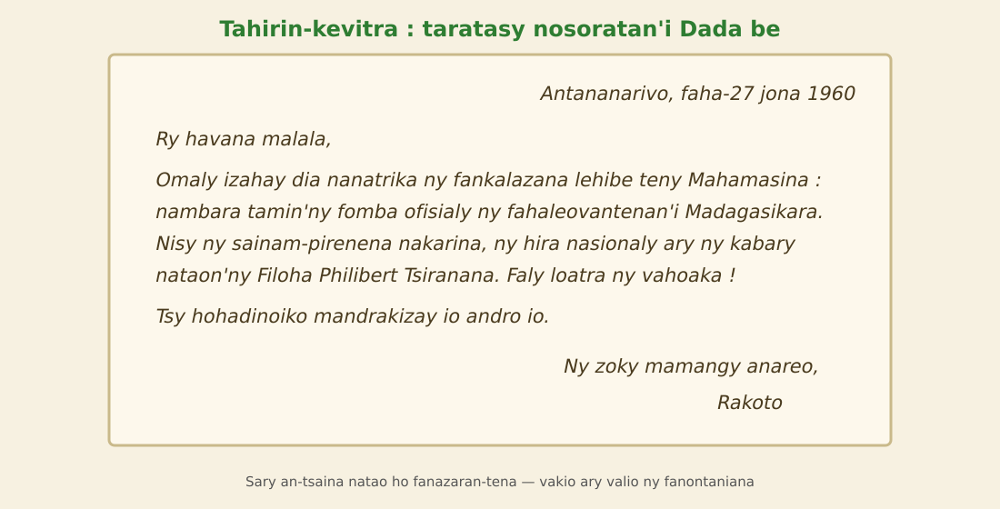 Tahirin-kevitra : taratasy nosoratan'i Dada be
Antananarivo, faha-27 jona 1960
Ry havana malala,
Omaly izahay dia nanatrika ny fankalazana lehibe teny Mahamasina :
nambara tamin'ny fomba ofisialy ny fahaleovantenan'i Madagasikara.
Nisy ny sainam-pirenena nakarina, ny hira nasionaly ary ny kabary
nataon'ny Filoha Philibert Tsiranana. Faly loatra ny vahoaka !
Tsy hohadinoiko mandrakizay io andro io.
Ny zoky mamangy anareo,
Rakoto
Sary an-tsaina natao ho fanazaran-tena — vakio ary valio ny fanontaniana